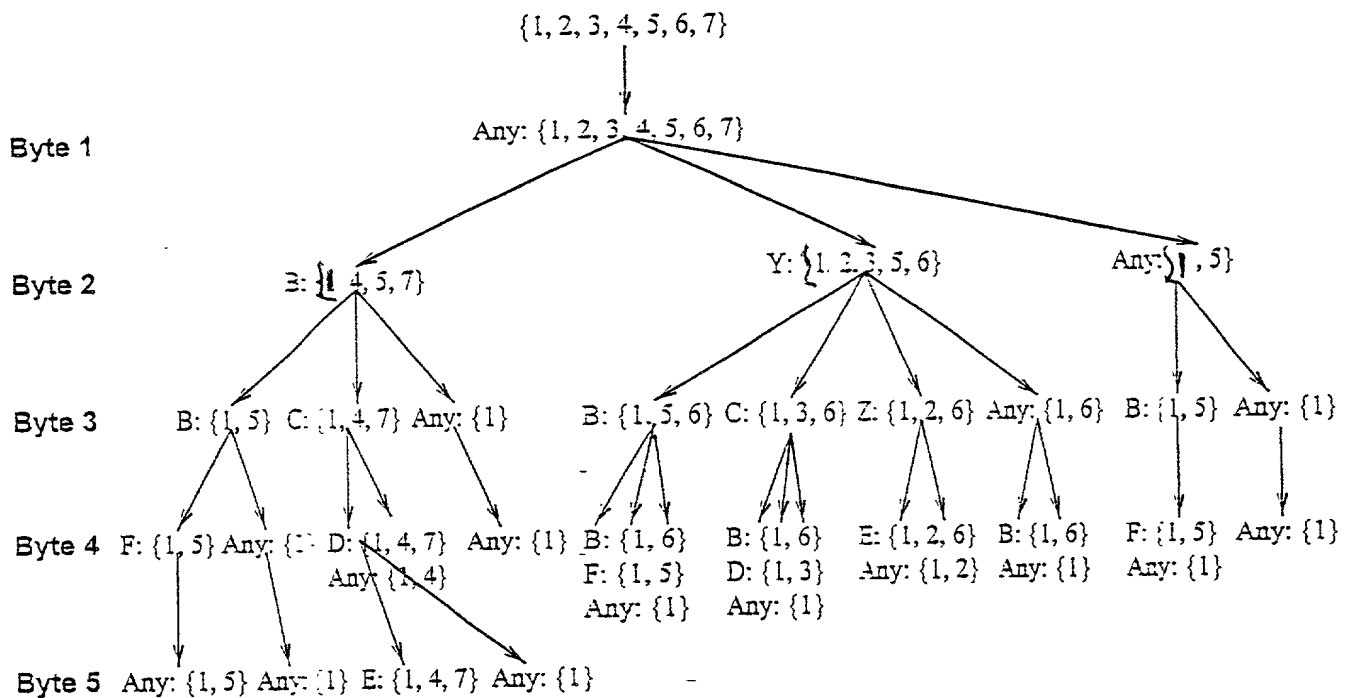 {1, 2, 3, 4, 5, 6, 7}
Byte 1 Any: {1, 2, 3, 4, 5, 6, 7}
Byte 2 B: {1 4, 5, 7} Y: {1, 2, 3, 5, 6} Any: {1, 5}
Byte 3 B: {1, 5} C: {1, 4, 7} Any: {1} B: {1, 5, 6} C: {1, 3, 6} Z: {1, 2, 6} Any: {1, 6} B: {1, 5} Any: {1}
Byte 4 F: {1, 5} Any: D: {1, 4, 7} Any: {1} B: {1, 6} B: {1, 6} E: {1, 2, 6} B: {1, 6} F: {1, 5} Any: {1}
Any: {1, 4} F: {1, 5} D: {1, 3} Any: {1, 2} Any: {1} Any: {1}
Any: {1} Any: {1}
Byte 5 Any: {1, 5} Any: {1} E: {1, 4, 7} Any: {1}